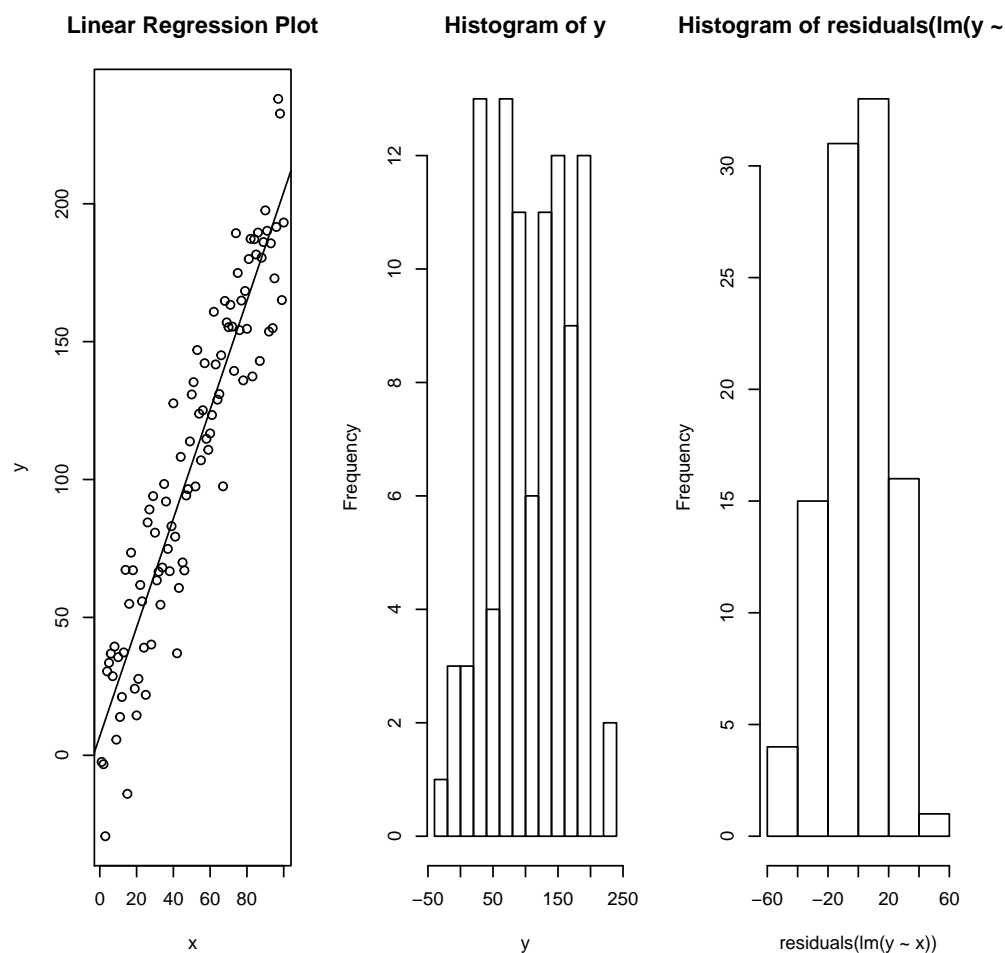 Linear Regression Plot
y
200
150
100
50
0
0 20 40 60 80
x
Histogram of y
Frequency
12
10
8
6
4
2
0
−50 50 150 250
y
Histogram of residuals(lm(y ~
Frequency
30
25
20
15
10
5
0
−60 −20 20 60
residuals(lm(y ~ x))